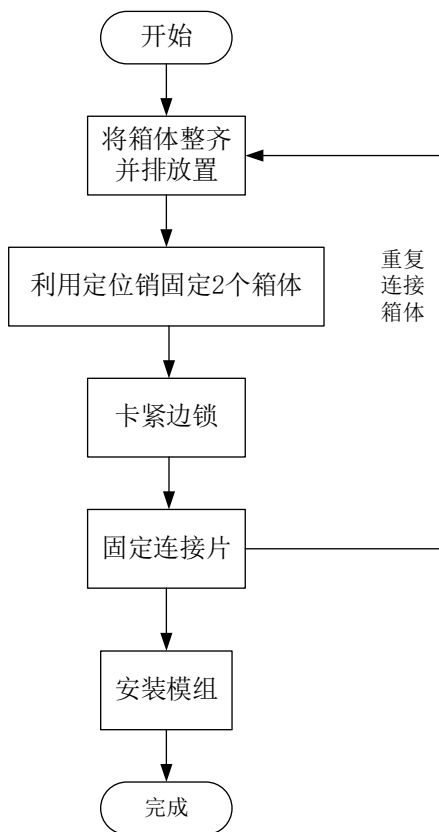 开始
将箱体整齐
并排放置
利用定位销固定2个箱体
重复
连接
箱体
卡紧边锁
固定连接片
安装模组
完成